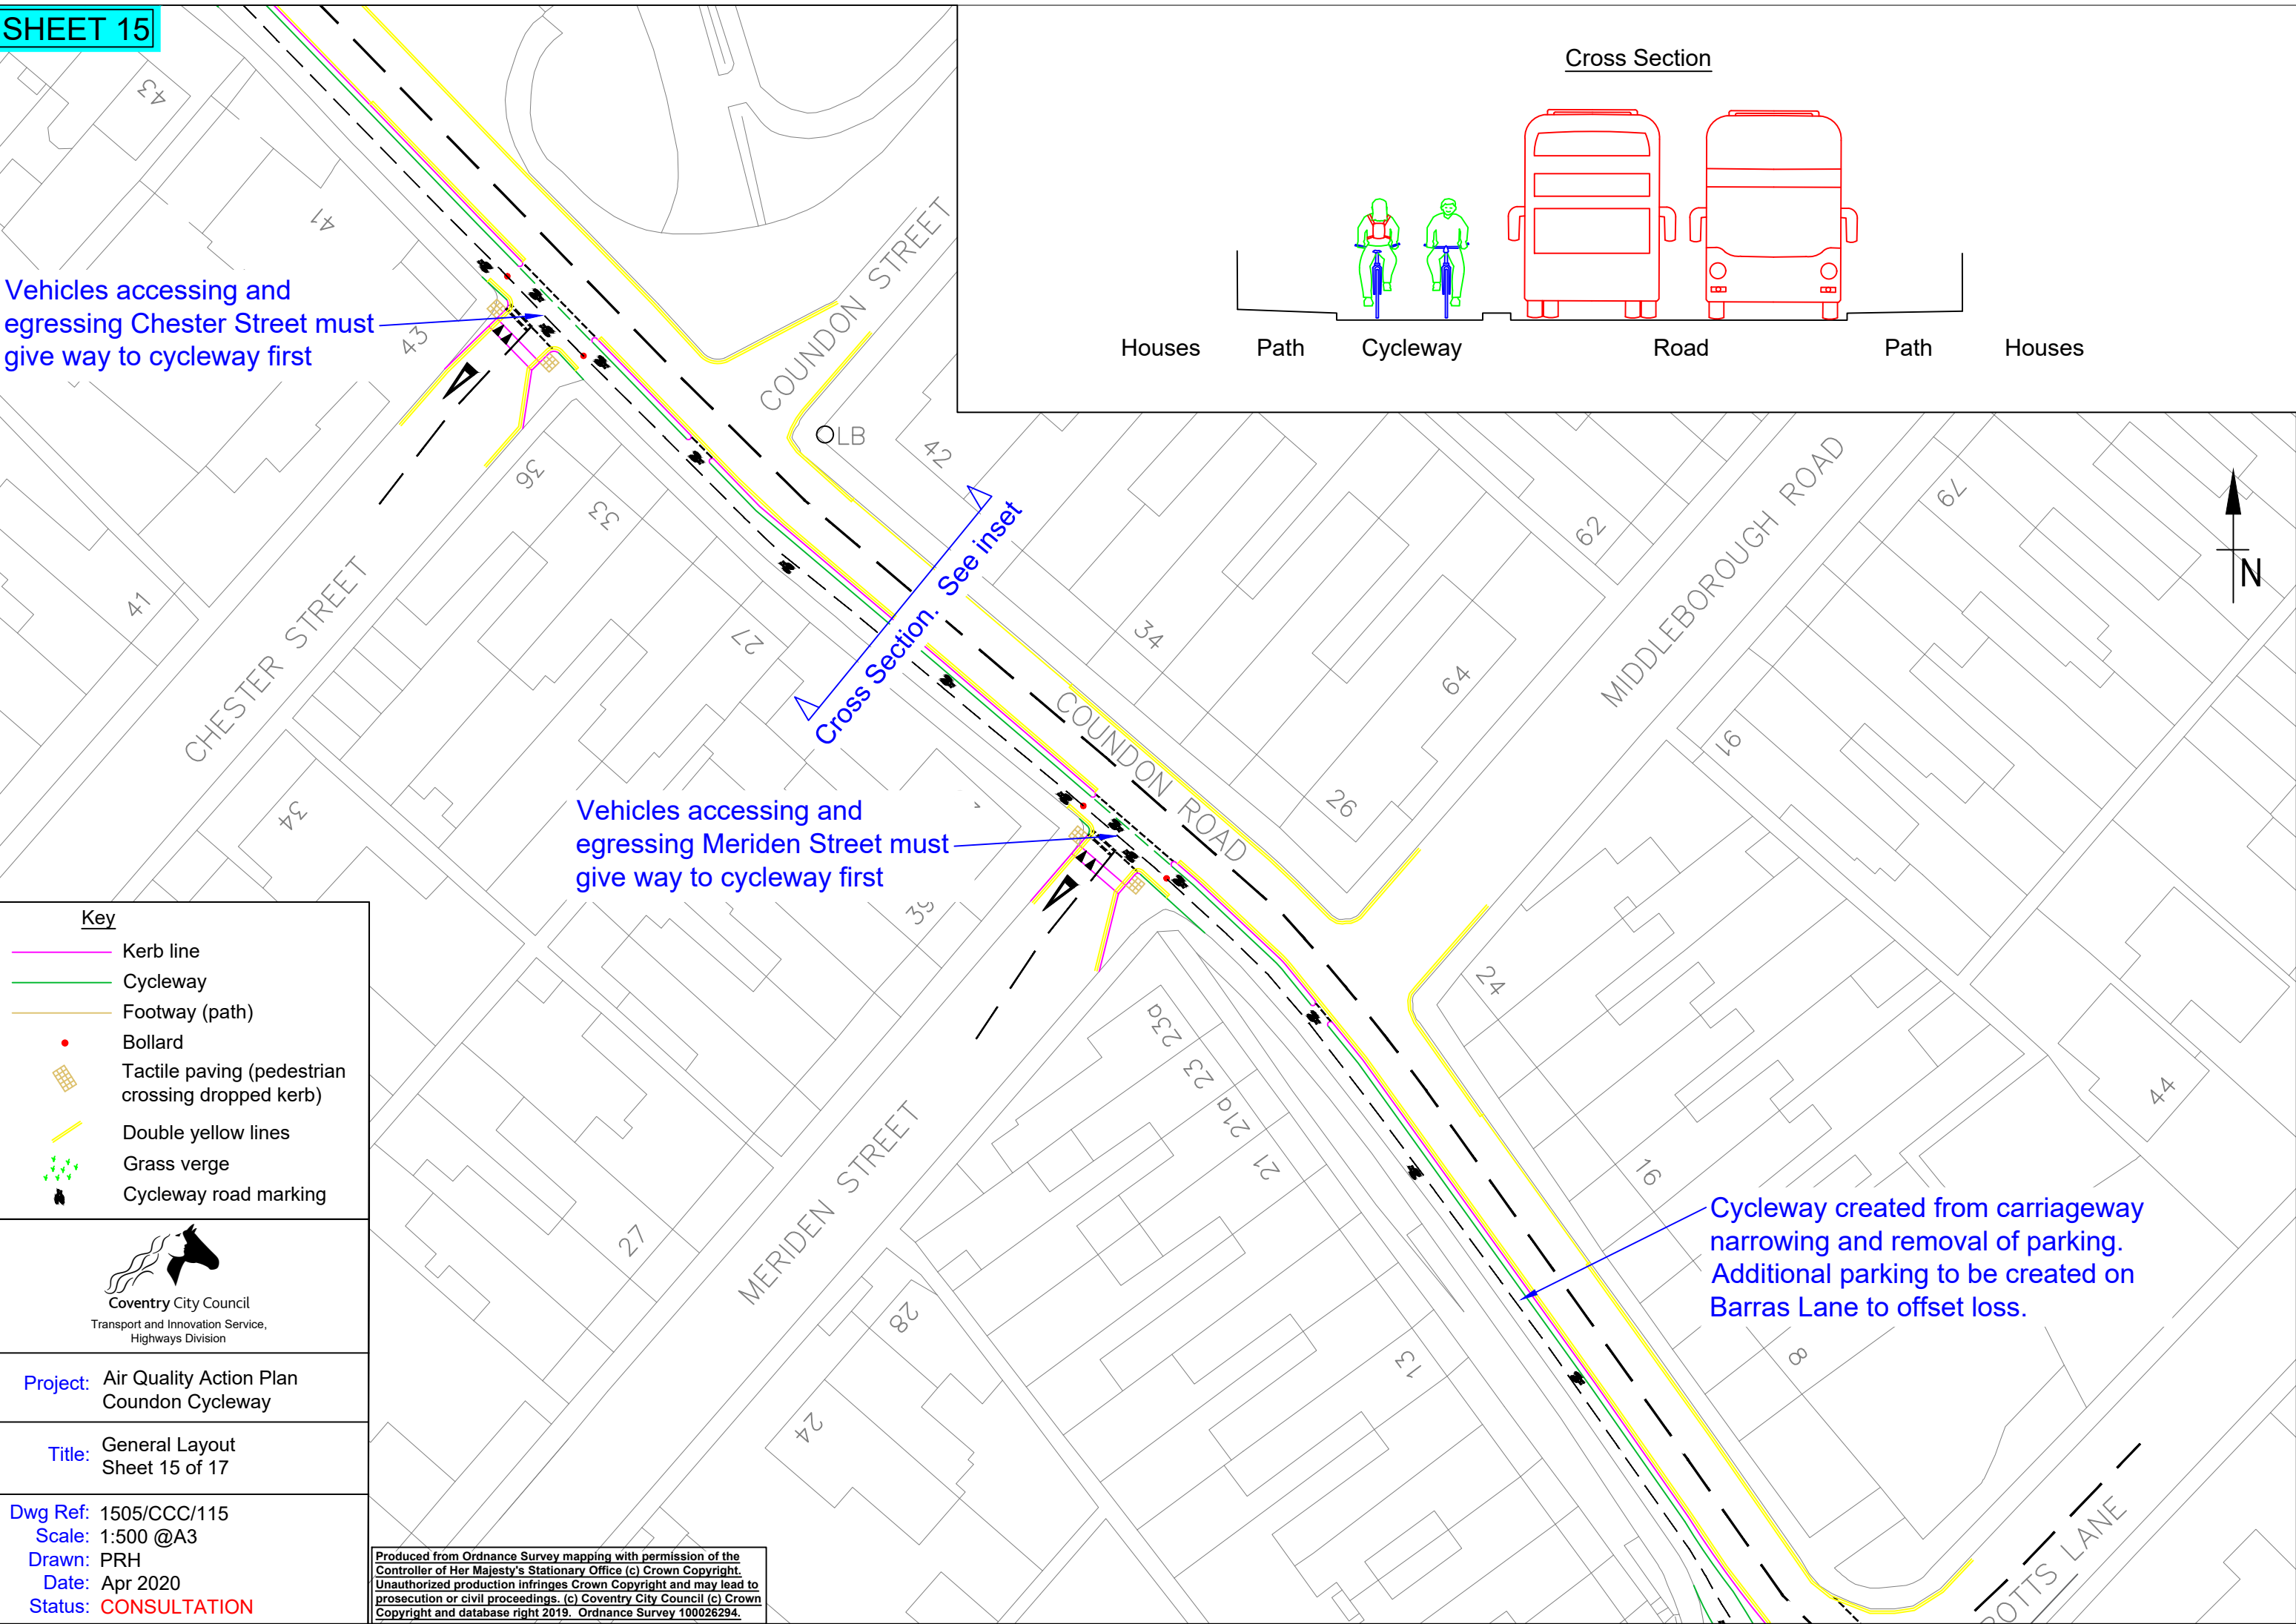 SHEET 15
Cross Section
Houses
Path
Cycleway
Road
Path
Houses
Vehicles accessing and
egressing Chester Street must
give way to cycleway first
43
41
43
COUNDON STREET
LB
42
36
33
41
CHESTER STREET
34
27
Cross Section. See inset
34
62
MIDDLEBOROUGH ROAD
79
N
64
91
26
COUNDON ROAD
Vehicles accessing and
egressing Meriden Street must
give way to cycleway first
39
24
23a
23
21a
21
44
16
27
MERIDEN STREET
28
24
13
8
Cycleway created from carriageway
narrowing and removal of parking.
Additional parking to be created on
Barras Lane to offset loss.
LANE
Key
Kerb line
Cycleway
Footway (path)
Bollard
Tactile paving (pedestrian
crossing dropped kerb)
Double yellow lines
Grass verge
Cycleway road marking
Coventry City Council
Transport and Innovation Service,
Highways Division
Project: Air Quality Action Plan
Coundon Cycleway
Title: General Layout
Sheet 15 of 17
Dwg Ref: 1505/CCC/115
Scale: 1:500 @A3
Drawn: PRH
Date: Apr 2020
Status: CONSULTATION
Produced from Ordnance Survey mapping with permission of the
Controller of Her Majesty's Stationary Office (c) Crown Copyright.
Unauthorized production infringes Crown Copyright and may lead to
prosecution or civil proceedings. (c) Coventry City Council (c) Crown
Copyright and database right 2019. Ordnance Survey 100026294.